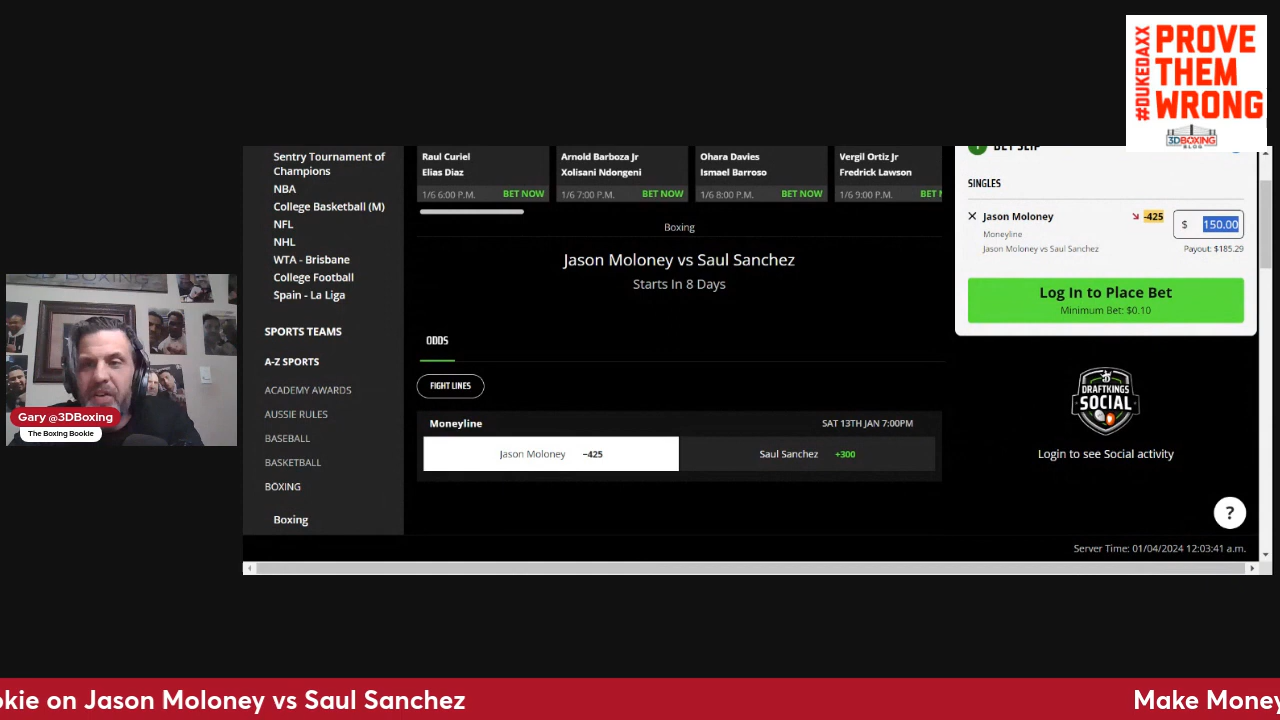 #DUKEDAXX
PROVE
THEM
WRONG
3DBOXING
BLOG
Sentry Tournament of
Champions
NBA
College Basketball (M)
NFL
NHL
WTA - Brisbane
College Football
Spain - La Liga
SPORTS TEAMS
A-Z SPORTS
ACADEMY AWARDS
AUSSIE RULES
BASEBALL
BASKETBALL
BOXING
Boxing
Raul Curiel
Elias Diaz
1/6 6:00 P.M. BET NOW
Arnold Barboza Jr
Xolisani Ndongeni
1/6 7:00 P.M. BET NOW
Ohara Davies
Ismael Barroso
1/6 8:00 P.M. BET NOW
Vergil Ortiz Jr
Fredrick Lawson
1/6 9:00 P.M. BET N
Boxing
Jason Moloney vs Saul Sanchez
Starts In 8 Days
ODDS
FIGHT LINES
Moneyline SAT 13TH JAN 7:00PM
Jason Moloney −425 Saul Sanchez +300
BET SLIP
SINGLES
Jason Moloney -425 $ 150.00
Moneyline
Jason Moloney vs Saul Sanchez Payout: $185.29
Log In to Place Bet
Minimum Bet: $0.10
DRAFTKINGS
SOCIAL
Login to see Social activity
?
Server Time: 01/04/2024 12:03:41 a.m.
Gary @3DBoxing
The Boxing Bookie
okie on Jason Moloney vs Saul Sanchez
Make Money